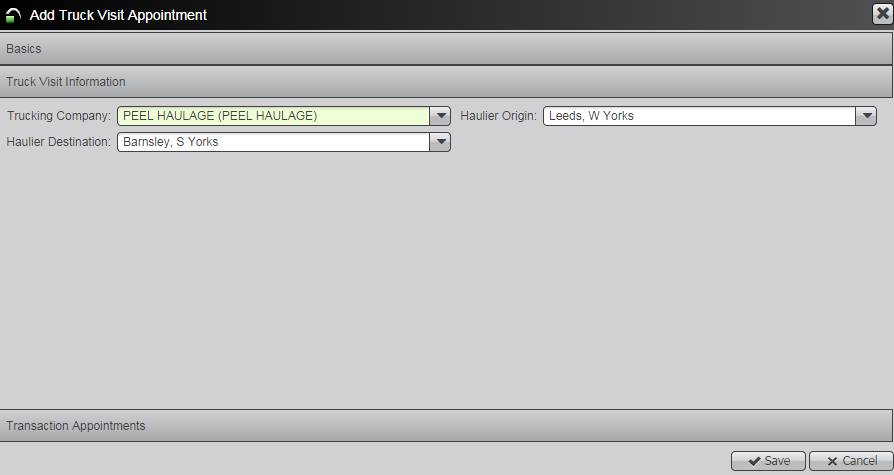 Add Truck Visit Appointment
Basics
Truck Visit Information
Trucking Company: PEEL HAULAGE (PEEL HAULAGE) Haulier Origin: Leeds, W Yorks
Haulier Destination: Barnsley, S Yorks
Transaction Appointments
Save Cancel